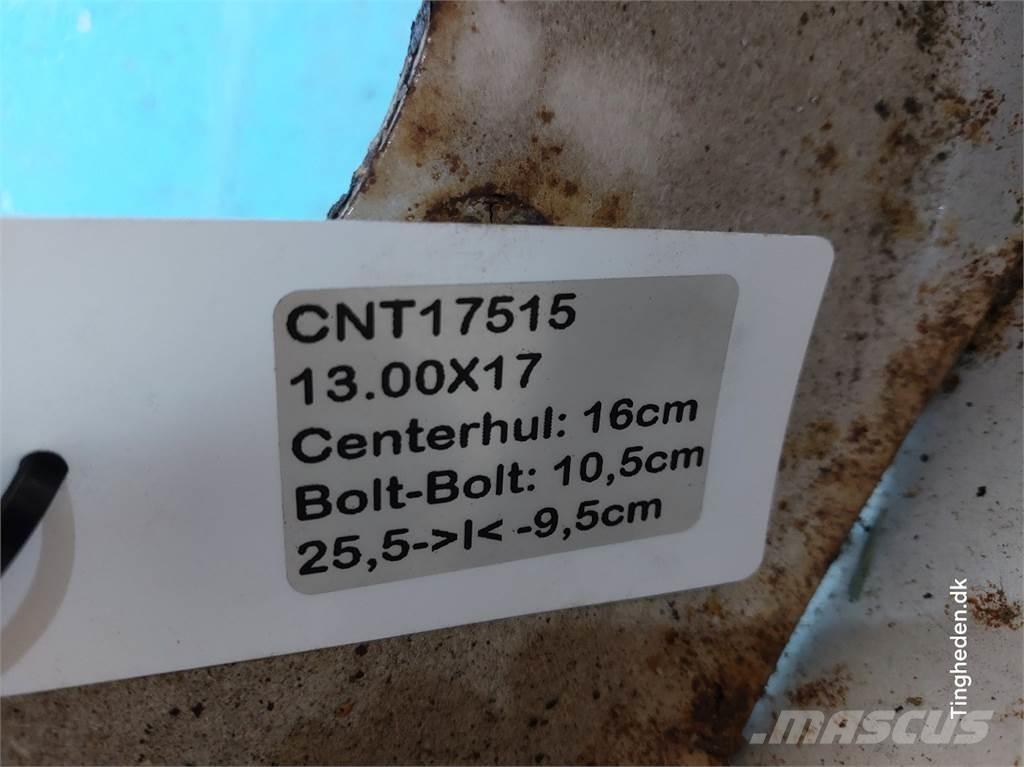 CNT17515
13.00X17
Centerhul: 16cm
Bolt-Bolt: 10,5cm
25,5->|< -9,5cm
Tingheden.dk
MASCUS